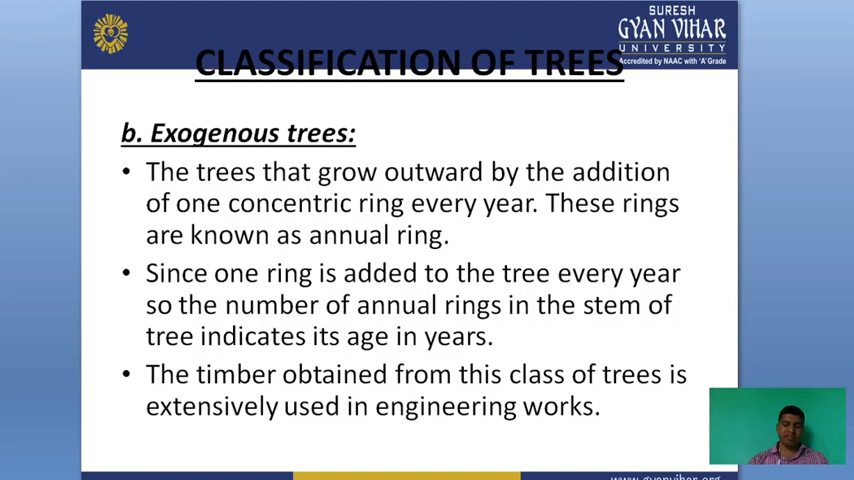 SURESH
GYAN VIHAR
UNIVERSITY
Accredited by NAAC with 'A' Grade
CLASSIFICATION OF TREES
b. Exogenous trees:
• The trees that grow outward by the addition
of one concentric ring every year. These rings
are known as annual ring.
• Since one ring is added to the tree every year
so the number of annual rings in the stem of
tree indicates its age in years.
• The timber obtained from this class of trees is
extensively used in engineering works.
www.gyanvihar.org